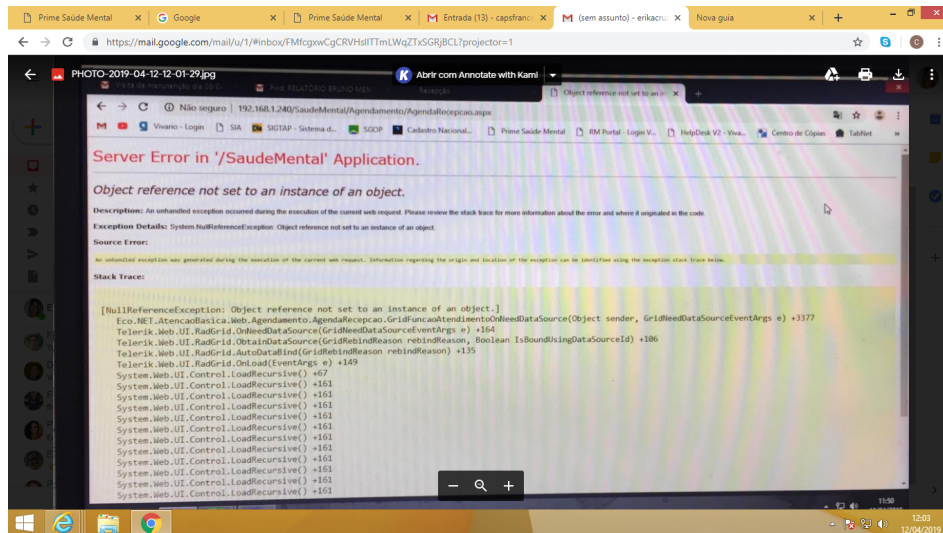 Prime Saúde Mental
Google
Prime Saúde Mental
Entrada (13) - capsfranco
(sem assunto) - erikacru
Nova guia
https://mail.google.com/mail/u/1/#inbox/FMfcgxwCgCRVHsllTTmLWqZTxSGRjBCL?projector=1
PHOTO-2019-04-12-12-01-29.jpg
Abrir com Annotate with Kami
Recepção
Object reference not set to an in
Não seguro | 192.168.1.240/SaudeMental/Agendamento/AgendaRecepcao.aspx
Vivario - Login
SIA
SIGTAP - Sistema d...
SGOP
Cadastro Nacional...
Prime Saúde Mental
RM Portal - Login V...
HelpDesk V2 - Viva...
Centro de Cópias
TabNet
Server Error in '/SaudeMental' Application.
Object reference not set to an instance of an object.
Description: An unhandled exception occurred during the execution of the current web request. Please review the stack trace for more information about the error and where it originated in the code.
Exception Details: System.NullReferenceException: Object reference not set to an instance of an object.
Source Error:
An unhandled exception was generated during the execution of the current web request. Information regarding the origin and location of the exception can be identified using the exception stack trace below.
Stack Trace:
[NullReferenceException: Object reference not set to an instance of an object.]
Eco.NET.AtencaoBasica.Web.Agendamento.AgendaRecepcao.GridFuncaoAtendimentoOnNeedDataSource(Object sender, GridNeedDataSourceEventArgs e) +3377
Telerik.Web.UI.RadGrid.OnNeedDataSource(GridNeedDataSourceEventArgs e) +164
Telerik.Web.UI.RadGrid.ObtainDataSource(GridRebindReason rebindReason, Boolean IsBoundUsingDataSourceId) +106
Telerik.Web.UI.RadGrid.AutoDataBind(GridRebindReason rebindReason) +135
Telerik.Web.UI.RadGrid.OnLoad(EventArgs e) +149
System.Web.UI.Control.LoadRecursive() +67
System.Web.UI.Control.LoadRecursive() +161
System.Web.UI.Control.LoadRecursive() +161
System.Web.UI.Control.LoadRecursive() +161
System.Web.UI.Control.LoadRecursive() +161
System.Web.UI.Control.LoadRecursive() +161
System.Web.UI.Control.LoadRecursive() +161
System.Web.UI.Control.LoadRecursive() +161
System.Web.UI.Control.LoadRecursive() +161
System.Web.UI.Control.LoadRecursive() +161
System.Web.UI.Control.LoadRecursive() +161
System.Web.UI.Control.LoadRecursive() +161
11:50
12:03
12/04/2019